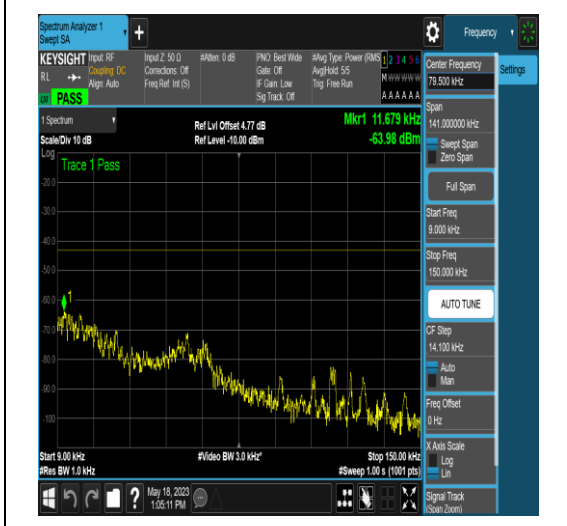 Spectrum Analyzer 1
Swept SA
Frequency
KEYSIGHT
RL
PASS
Input: RF
Coupling: DC
Align: Auto
Input Z: 50 Ω
Corrections: Off
Freq Ref: Int (S)
#Atten: 0 dB
PNO: Best Wide
Gate: Off
IF Gain: Low
Sig Track: Off
#Avg Type: Power (RMS
Avg|Hold: 5/5
Trig: Free Run
1 2 3 4 5 6
M W W W W W
A A A A A A
1 Spectrum
Scale/Div 10 dB
Ref Lvl Offset 4.77 dB
Ref Level -10.00 dBm
Mkr1 11.679 kHz
-63.98 dBm
Log
Trace 1 Pass
1
-20.0
-30.0
-40.0
-50.0
-60.0
-70.0
-80.0
-90.0
-100
Start 9.00 kHz
#Res BW 1.0 kHz
#Video BW 3.0 kHz*
Stop 150.00 kHz
#Sweep 1.00 s (1001 pts)
May 18, 2023
1:05:11 PM
Center Frequency
79.500 kHz
Settings
Span
141.000000 kHz
Swept Span
Zero Span
Full Span
Start Freq
9.000 kHz
Stop Freq
150.000 kHz
AUTO TUNE
CF Step
14.100 kHz
Auto
Man
Freq Offset
0 Hz
X Axis Scale
Log
Lin
Signal Track
(Span Zoom)